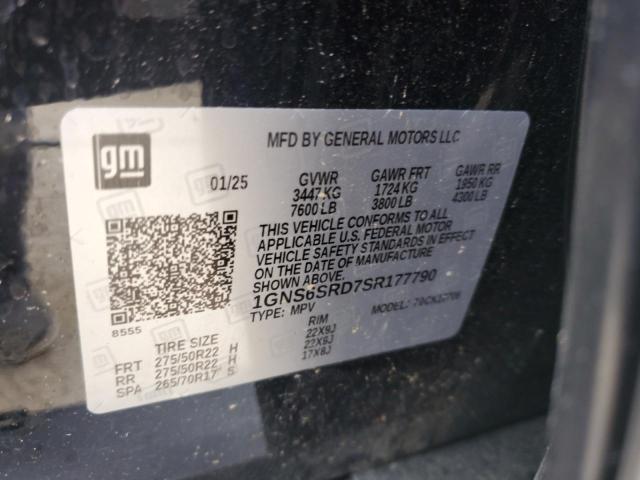 gm
MFD BY GENERAL MOTORS LLC
01/25 GVWR GAWR FRT GAWR RR
3447 KG 1724 KG 1950 KG
7600 LB 3800 LB 4300 LB
THIS VEHICLE CONFORMS TO ALL
APPLICABLE U.S. FEDERAL MOTOR
VEHICLE SAFETY STANDARDS IN EFFECT
ON THE DATE OF MANUFACTURE
SHOWN ABOVE.
1GNS6SRD7SR177790
TYPE: MPV MODEL:
8555
TIRE SIZE RIM
FRT 275/50R22 H 22X9J
RR 275/50R22 H 22X9J
SPA 265/70R17 S 17X8J